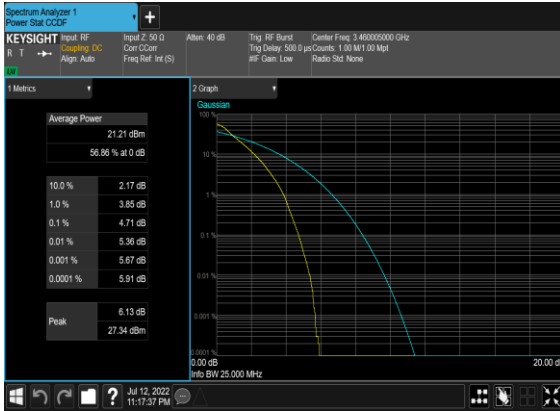 Spectrum Analyzer 1
Power Stat CCDF
+
KEYSIGHT Input: RF Input Z: 50 Ω Atten: 40 dB Trig: RF Burst Center Freq: 3.460005000 GHz
R T Coupling: DC Corr CCorr Trig Delay: 500.0 µs Counts: 1.00 M/1.00 Mpt
Align: Auto Freq Ref: Int (S) #IF Gain: Low Radio Std: None
1 Metrics
2 Graph
Average Power
21.21 dBm
56.86 % at 0 dB
10.0 % 2.17 dB
1.0 % 3.85 dB
0.1 % 4.71 dB
0.01 % 5.36 dB
0.001 % 5.67 dB
0.0001 % 5.91 dB
Peak
6.13 dB
27.34 dBm
Gaussian
100 %
10 %
1 %
0.1 %
0.01 %
0.001 %
0.0001 %
0.00 dB 20.00 d
Info BW 25.000 MHz
? Jul 12, 2022
11:17:37 PM